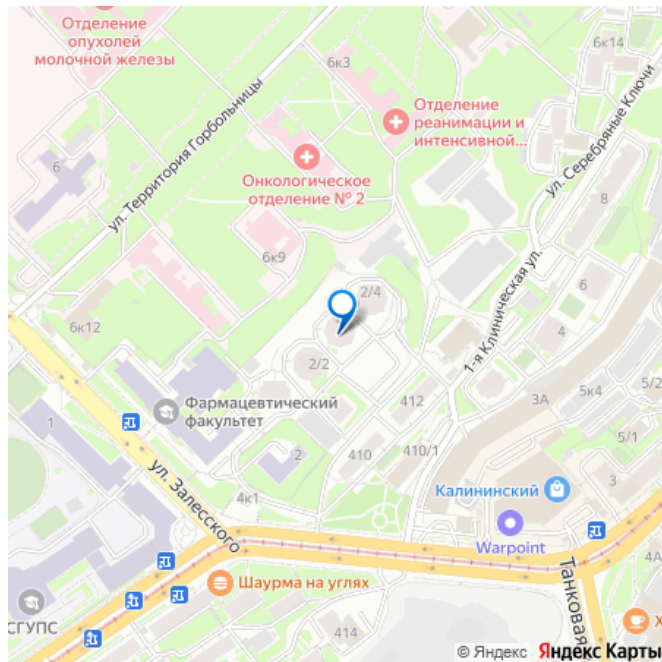 Отделение
опухолей
молочной железы
6к3
6к14
Отделение
реанимации и
интенсивной...
ул. Серебряные Ключи
ул. Территория Горбольницы
Онкологическое
отделение № 2
6
8
6к9
6к12
2/4
6
1-я Клиническая ул.
4
2/2
5/2
Фармацевтический
факультет
412
3А
5к4
1
410/1
5/1
2
410
ул. Залесского
4к1
Калининский
3
Warpoint
Танковая
4А
Шаурма на углях
СГУПС
414
Х
© Яндекс Яндекс Карты